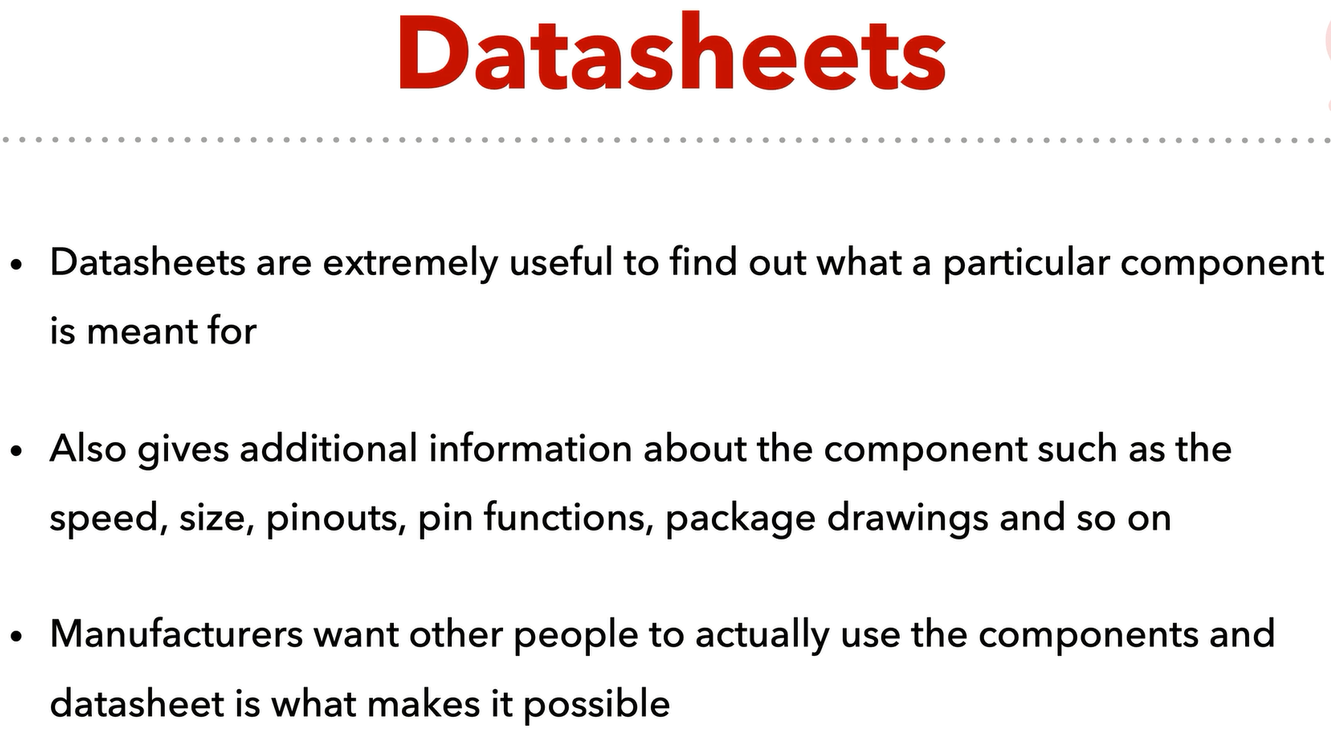 Datasheets
• Datasheets are extremely useful to find out what a particular component
is meant for
• Also gives additional information about the component such as the
speed, size, pinouts, pin functions, package drawings and so on
• Manufacturers want other people to actually use the components and
datasheet is what makes it possible